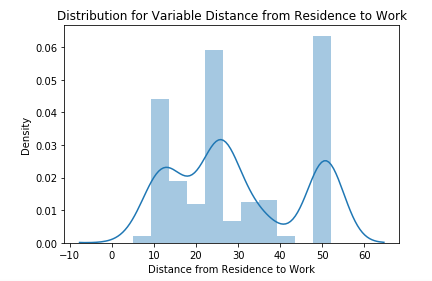 Distribution for Variable Distance from Residence to Work
Density
0.06
0.05
0.04
0.03
0.02
0.01
0.00
−10 0 10 20 30 40 50 60
Distance from Residence to Work